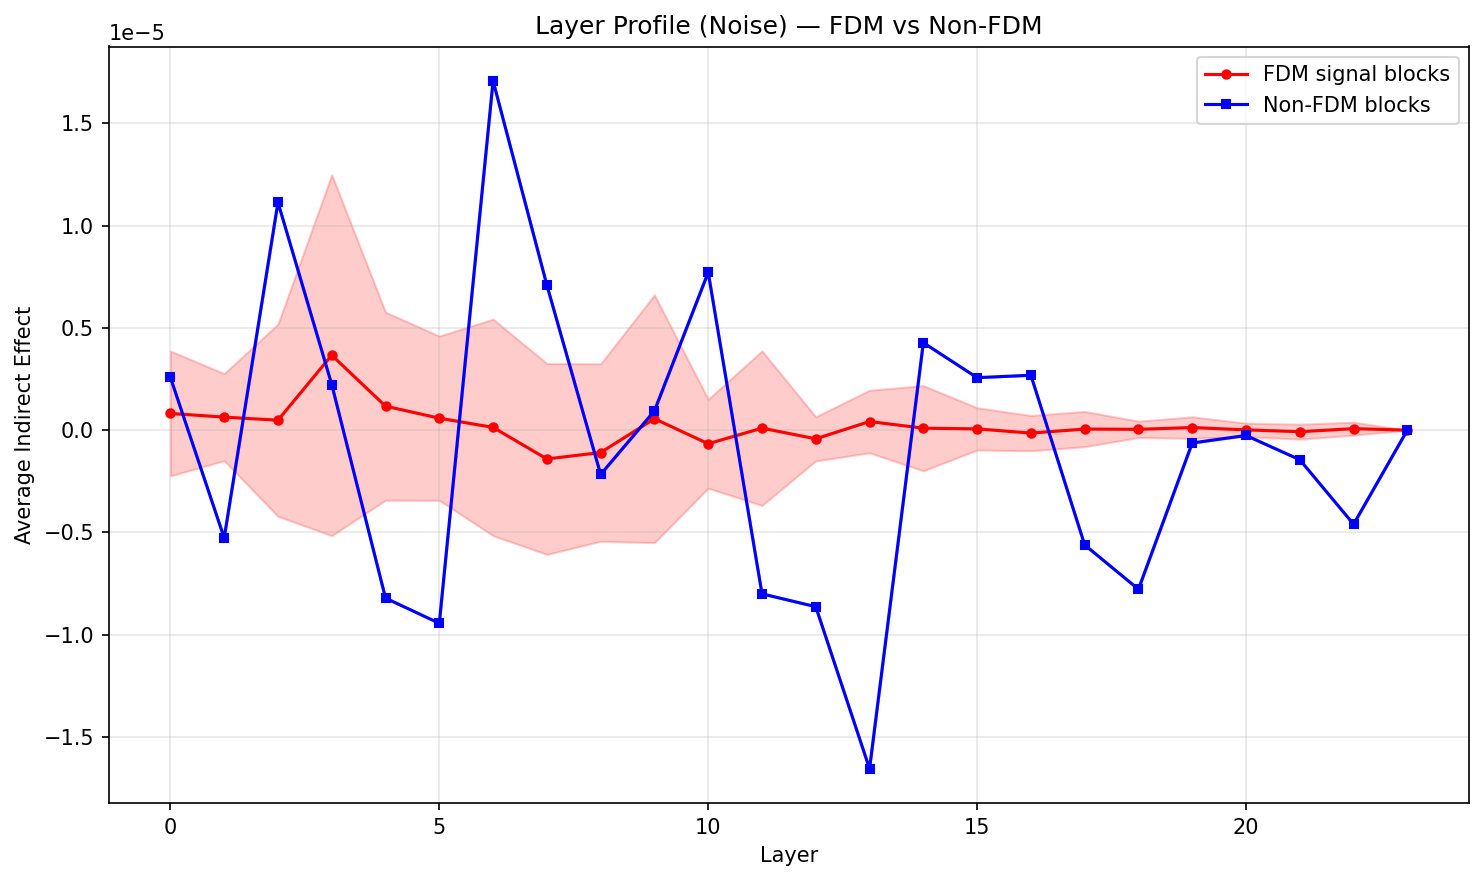 Layer Profile (Noise) — FDM vs Non-FDM
1e−5
FDM signal blocks
Non-FDM blocks
1.5
1.0
0.5
0.0
−0.5
−1.0
−1.5
Average Indirect Effect
0 5 10 15 20
Layer